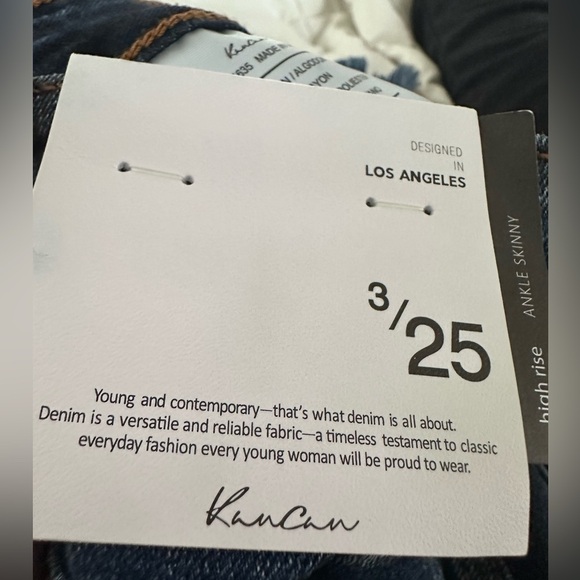 DESIGNED
IN
LOS ANGELES
3/25
Young and contemporary—that's what denim is all about.
Denim is a versatile and reliable fabric—a timeless testament to classic
everyday fashion every young woman will be proud to wear.
KanCan
high rise
ANKLE SKINNY